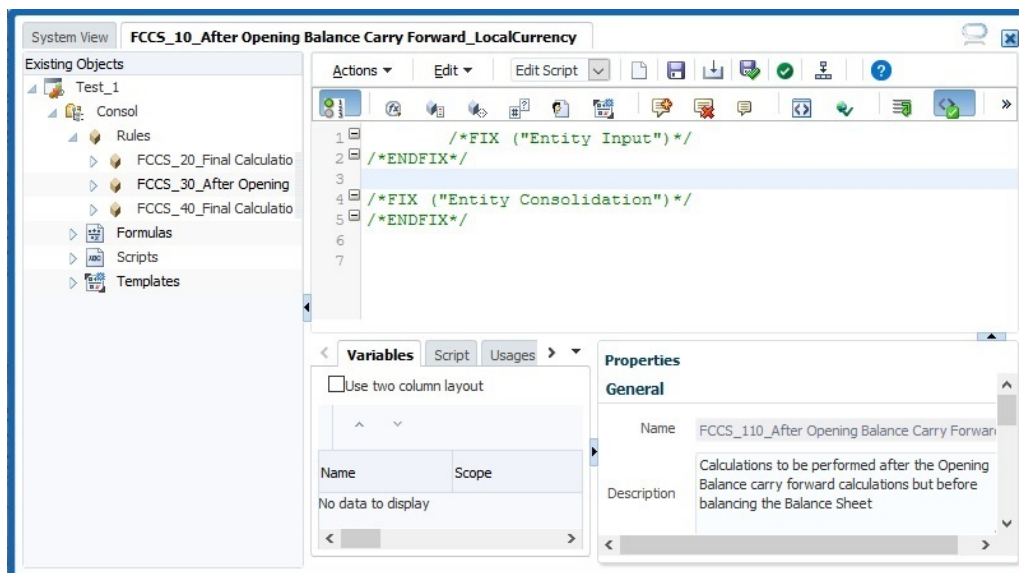 System View
FCCS_10_After Opening Balance Carry Forward_LocalCurrency
Existing Objects
Test_1
Consol
Rules
FCCS_20_Final Calculatio
FCCS_30_After Opening
FCCS_40_Final Calculatio
Formulas
Scripts
Templates
Actions Edit Edit Script
1 /*FIX ("Entity Input")*/
2 /*ENDFIX*/
3
4 /*FIX ("Entity Consolidation")*/
5 /*ENDFIX*/
6
7
Variables Script Usages
Use two column layout
Name Scope
No data to display
Properties
General
Name FCCS_110_After Opening Balance Carry Forward
Description
Calculations to be performed after the Opening
Balance carry forward calculations but before
balancing the Balance Sheet